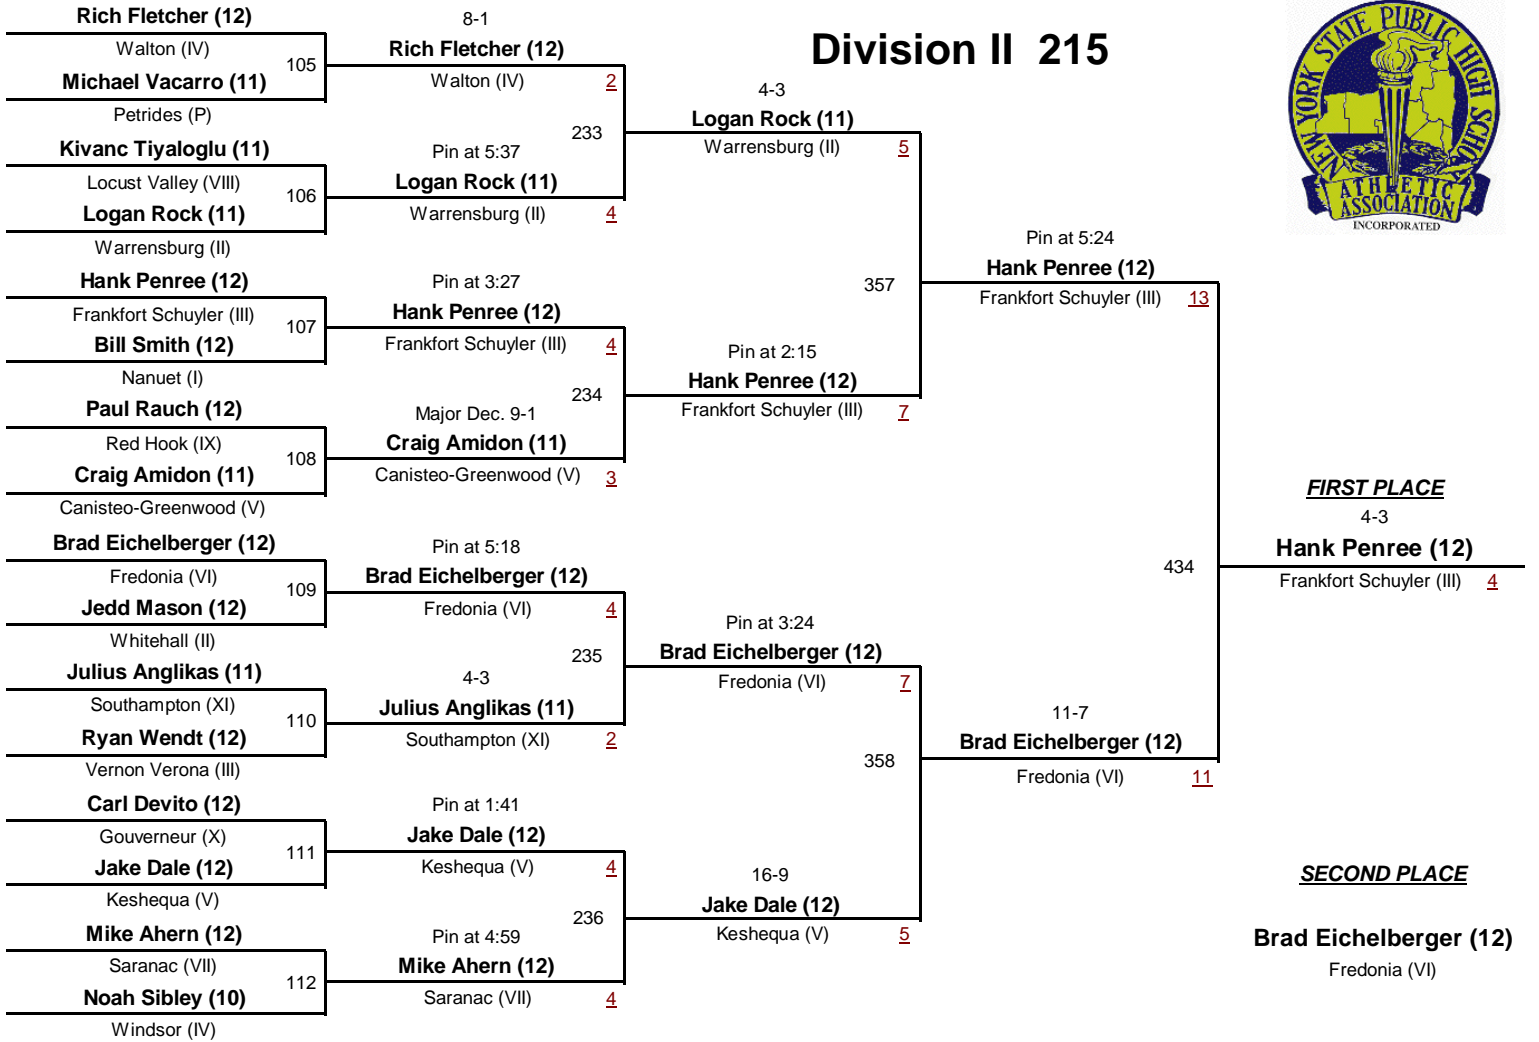 Division II 215
NEW YORK STATE PUBLIC HIGH SCHOOL
ATHLETIC
ASSOCIATION
INCORPORATED
Rich Fletcher (12)
Walton (IV)
105
Michael Vacarro (11)
Petrides (P)
Kivanc Tiyaloglu (11)
Locust Valley (VIII)
106
Logan Rock (11)
Warrensburg (II)
Hank Penree (12)
Frankfort Schuyler (III)
107
Bill Smith (12)
Nanuet (I)
Paul Rauch (12)
Red Hook (IX)
108
Craig Amidon (11)
Canisteo-Greenwood (V)
Brad Eichelberger (12)
Fredonia (VI)
109
Jedd Mason (12)
Whitehall (II)
Julius Anglikas (11)
Southampton (XI)
110
Ryan Wendt (12)
Vernon Verona (III)
Carl Devito (12)
Gouverneur (X)
111
Jake Dale (12)
Keshequa (V)
Mike Ahern (12)
Saranac (VII)
112
Noah Sibley (10)
Windsor (IV)
8-1
Rich Fletcher (12)
Walton (IV) 2
233
Pin at 5:37
Logan Rock (11)
Warrensburg (II) 4
Pin at 3:27
Hank Penree (12)
Frankfort Schuyler (III) 4
234
Major Dec. 9-1
Craig Amidon (11)
Canisteo-Greenwood (V) 3
Pin at 5:18
Brad Eichelberger (12)
Fredonia (VI) 4
235
4-3
Julius Anglikas (11)
Southampton (XI) 2
Pin at 1:41
Jake Dale (12)
Keshequa (V) 4
236
Pin at 4:59
Mike Ahern (12)
Saranac (VII) 4
4-3
Logan Rock (11)
Warrensburg (II) 5
357
Pin at 2:15
Hank Penree (12)
Frankfort Schuyler (III) 7
Pin at 3:24
Brad Eichelberger (12)
Fredonia (VI) 7
358
16-9
Jake Dale (12)
Keshequa (V) 5
Pin at 5:24
Hank Penree (12)
Frankfort Schuyler (III) 13
434
11-7
Brad Eichelberger (12)
Fredonia (VI) 11
FIRST PLACE
4-3
Hank Penree (12)
Frankfort Schuyler (III) 4
SECOND PLACE
Brad Eichelberger (12)
Fredonia (VI)